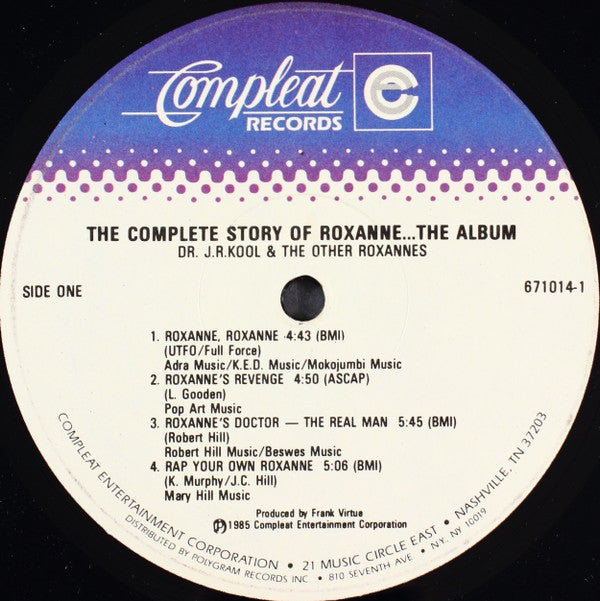 Compleat
RECORDS
THE COMPLETE STORY OF ROXANNE...THE ALBUM
DR. J.R.KOOL & THE OTHER ROXANNES
SIDE ONE
671014-1
1. ROXANNE, ROXANNE 4:43 (BMI)
(UTFO/Full Force)
Adra Music/K.E.D. Music/Mokojumbi Music
2. ROXANNE'S REVENGE 4:50 (ASCAP)
(L. Gooden)
Pop Art Music
3. ROXANNE'S DOCTOR — THE REAL MAN 5:45 (BMI)
(Robert Hill)
Robert Hill Music/Beswes Music
4. RAP YOUR OWN ROXANNE 5:06 (BMI)
(K. Murphy/J.C. Hill)
Mary Hill Music
Produced by Frank Virtue
℗1985 Compleat Entertainment Corporation
COMPLEAT ENTERTAINMENT CORPORATION • 21 MUSIC CIRCLE EAST • NASHVILLE, TN 37203
DISTRIBUTED BY POLYGRAM RECORDS INC • 810 SEVENTH AVE • N.Y. NY 10019